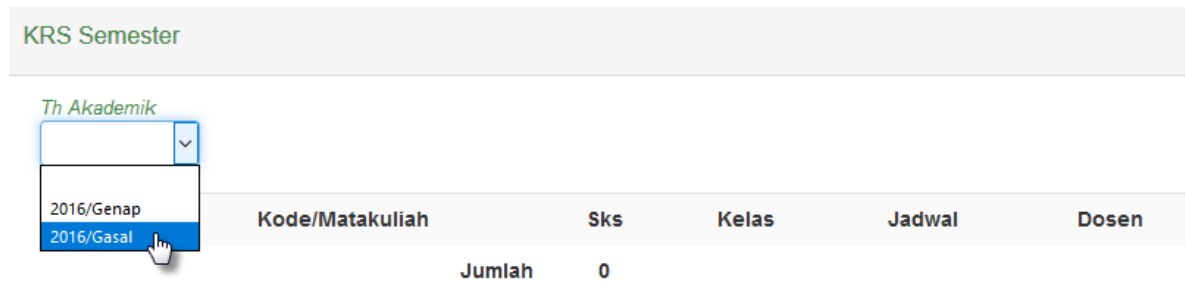 KRS Semester
Th Akademik
2016/Genap
2016/Gasal
Kode/Matakuliah Sks Kelas Jadwal Dosen
Jumlah 0